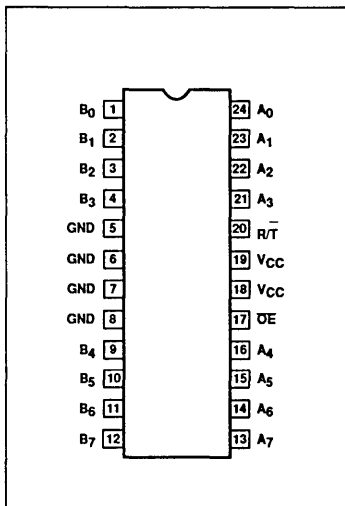 B0 1 24 A0
B1 2 23 A1
B2 3 22 A2
B3 4 21 A3
GND 5 20 R/T̅
GND 6 19 VCC
GND 7 18 VCC
GND 8 17 O̅E̅
B4 9 16 A4
B5 10 15 A5
B6 11 14 A6
B7 12 13 A7